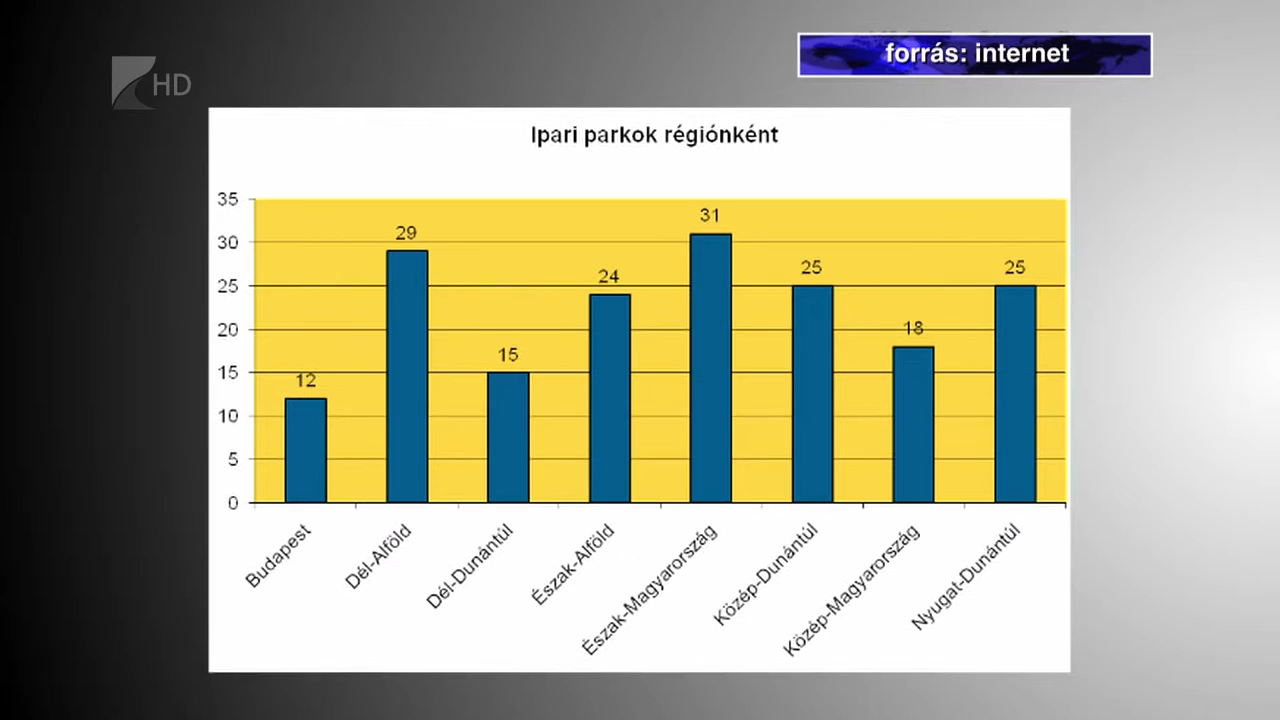 forrás: internet
HD
Ipari parkok régiónként
35
30
25
20
15
10
5
0
12
29
15
24
31
25
18
25
Budapest
Dél-Alföld
Dél-Dunántúl
Észak-Alföld
Észak-Magyarország
Közép-Dunántúl
Közép-Magyarország
Nyugat-Dunántúl